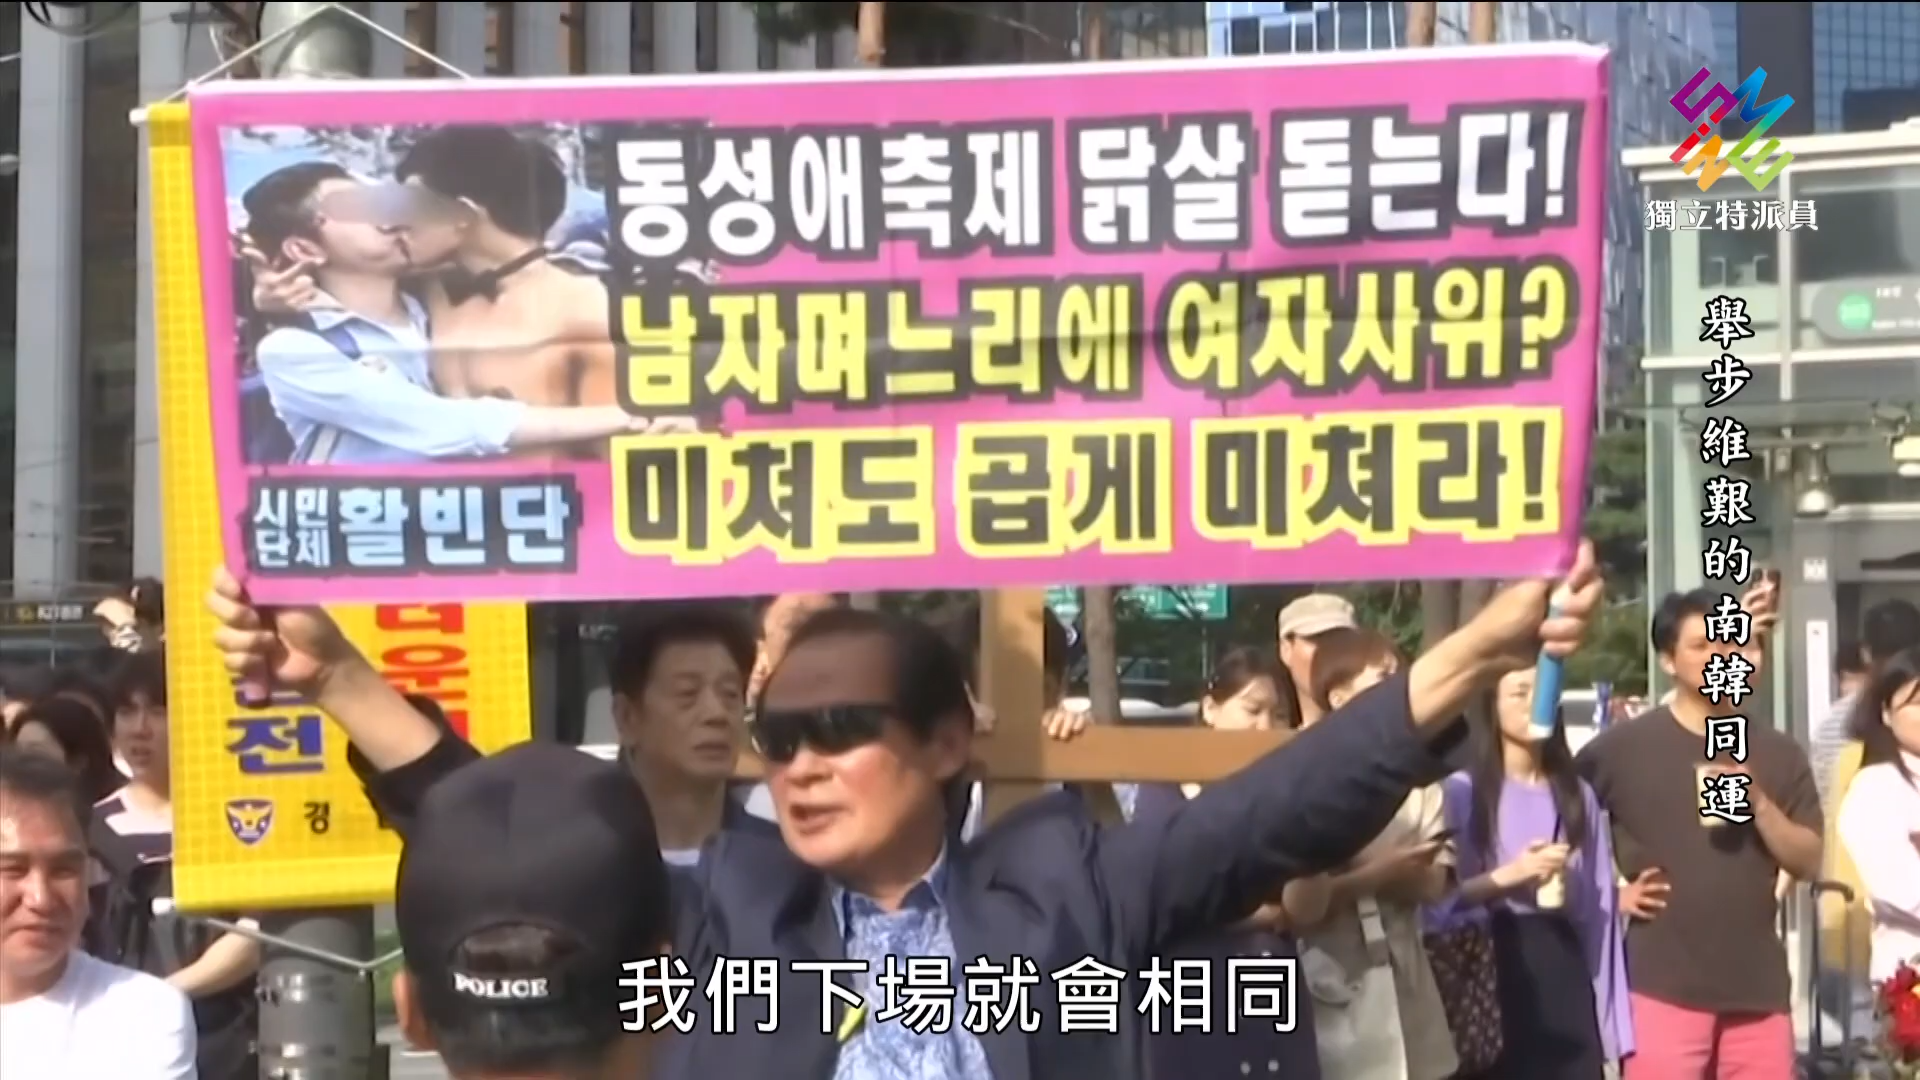 동성애축제 닭살 돋는다!
남자며느리에 여자사위?
미쳐도 곱게 미쳐라!
시민
단체
활빈단
전
경
POLICE
獨立特派員
舉步維艱的南韓同運
我們下場就會相同